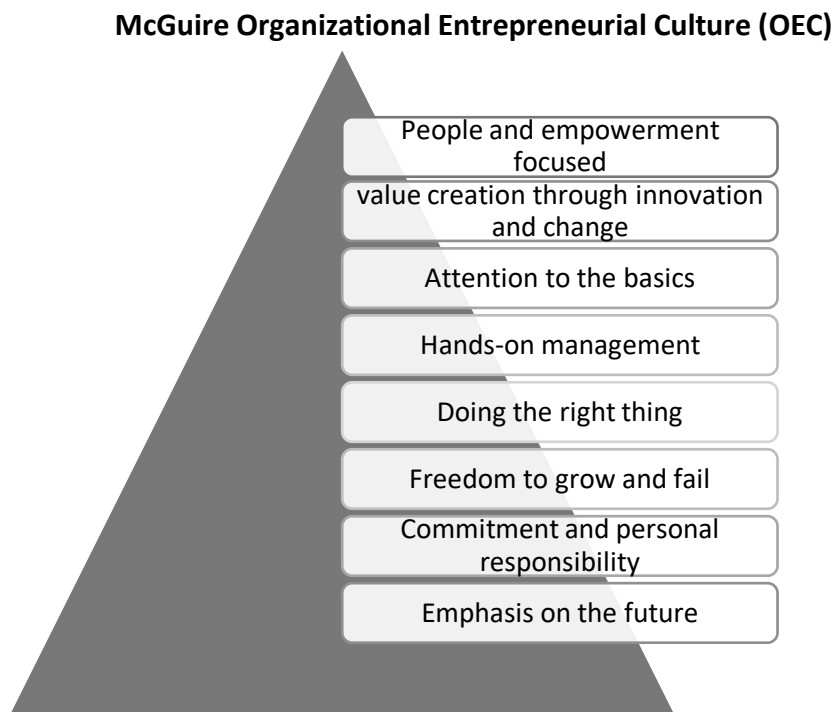 McGuire Organizational Entrepreneurial Culture (OEC)
People and empowerment
focused
value creation through innovation
and change
Attention to the basics
Hands-on management
Doing the right thing
Freedom to grow and fail
Commitment and personal
responsibility
Emphasis on the future